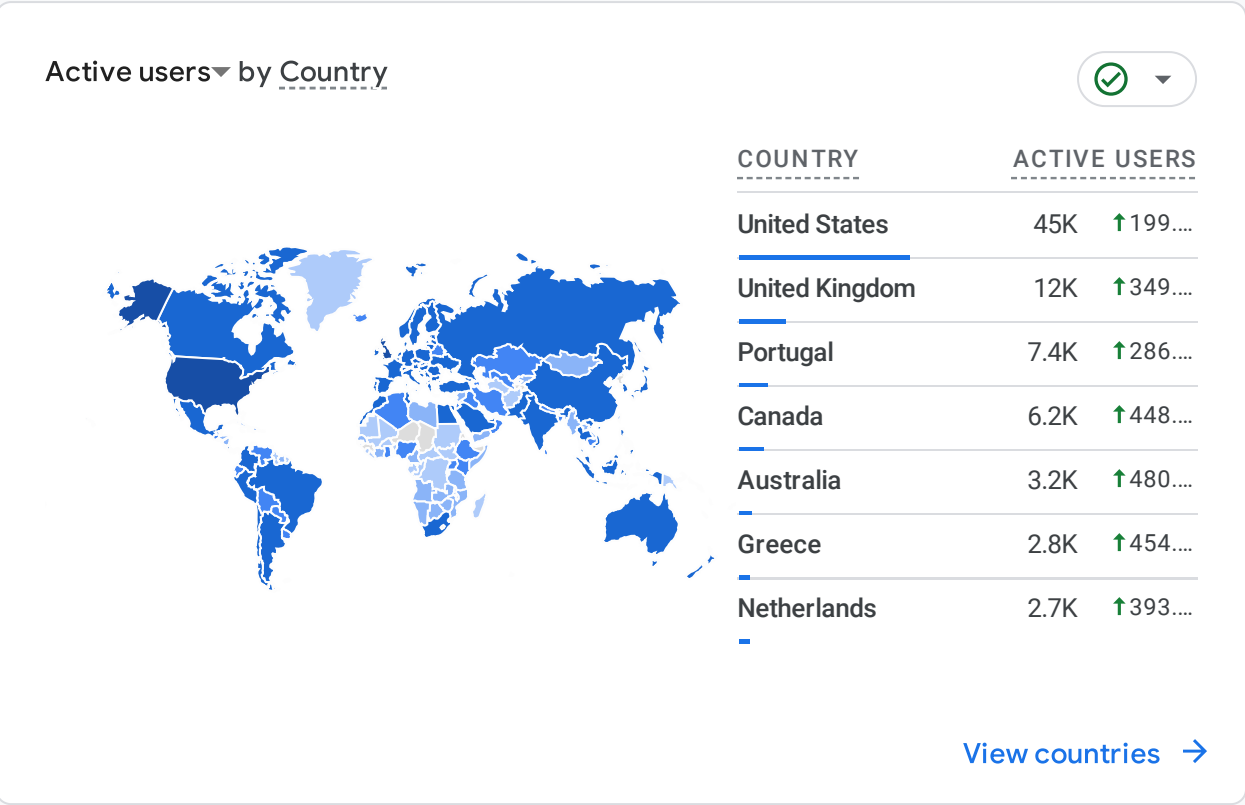 Active users by Country
COUNTRY ACTIVE USERS
United States 45K 199....
United Kingdom 12K 349....
Portugal 7.4K 286....
Canada 6.2K 448....
Australia 3.2K 480....
Greece 2.8K 454....
Netherlands 2.7K 393....
View countries